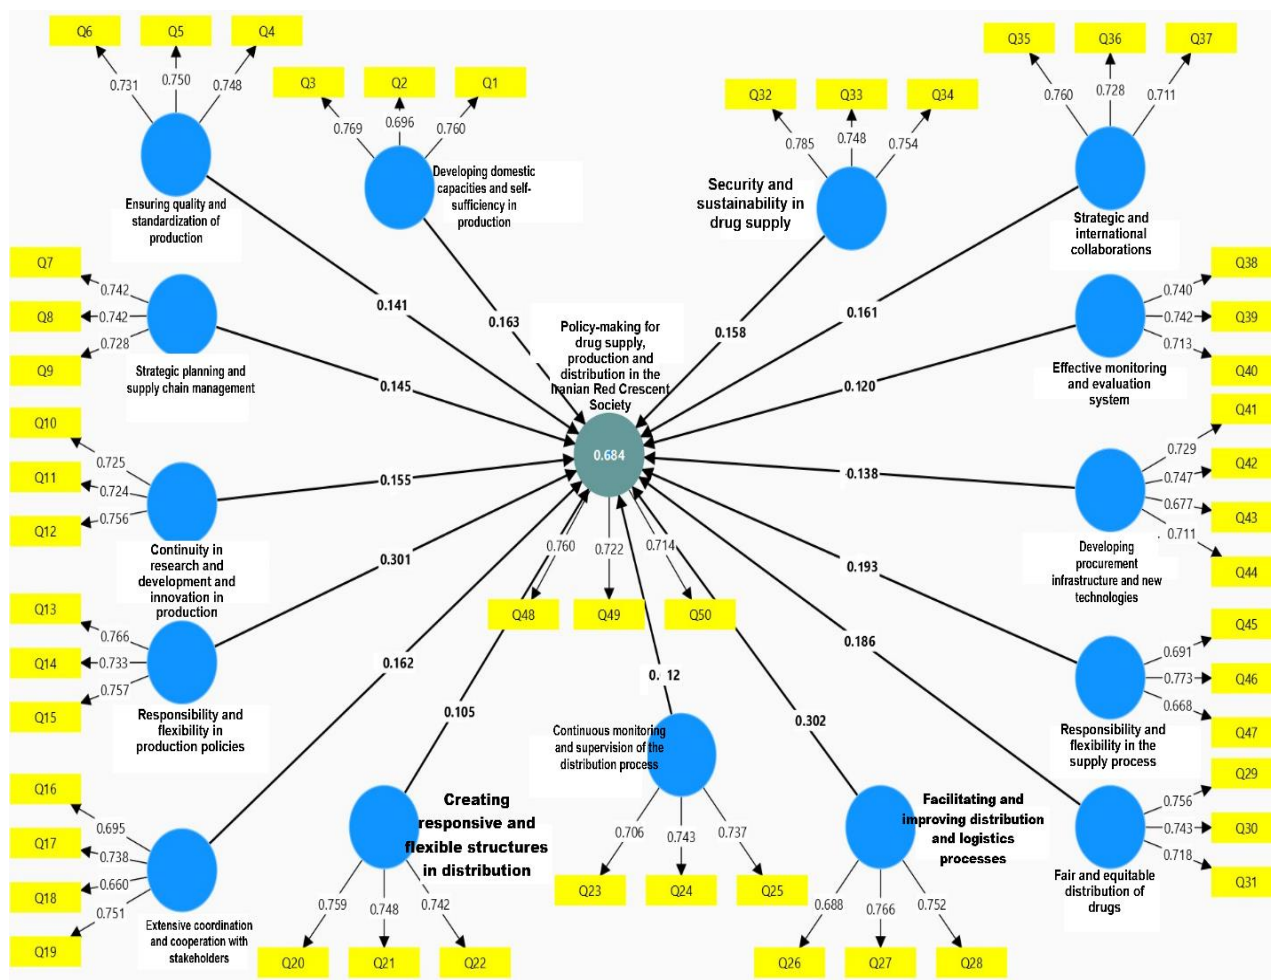 Q6
Q5
Q4
0.731
0.750
0.748
Ensuring quality and
standardization of
production
Q3
Q2
Q1
0.769
0.696
0.760
Developing domestic
capacities and self-
sufficiency in
production
Q32
Q33
Q34
0.785
0.748
0.754
Security and
sustainability in
drug supply
Q35
Q36
Q37
0.760
0.728
0.711
Strategic and
international
collaborations
Q7
Q8
Q9
0.742
0.742
0.728
Strategic planning and
supply chain management
Q38
Q39
Q40
0.740
0.742
0.713
Effective monitoring
and evaluation
system
0.141
0.163
0.158
0.161
0.145
0.120
Policy-making for
drug supply,
production and
distribution in the
Iranian Red Crescent
Society
0.684
Q10
Q11
Q12
0.725
0.724
0.756
Continuity in
research and
development and
innovation in
production
0.155
0.138
Q41
Q42
Q43
Q44
0.729
0.747
0.677
0.711
Developing
procurement
infrastructure and new
technologies
0.760
0.722
0.714
Q48
Q49
Q50
Q13
Q14
Q15
0.766
0.733
0.757
Responsibility and
flexibility in
production policies
0.301
0.193
Q45
Q46
Q47
0.691
0.773
0.668
Responsibility and
flexibility in the
supply process
Q16
Q17
Q18
Q19
0.695
0.738
0.660
0.751
Extensive coordination
and cooperation with
stakeholders
0.162
0.186
0.105
0.302
Creating
responsive and
flexible structures
in distribution
0.759
0.748
0.742
Q20
Q21
Q22
Continuous monitoring
and supervision of the
distribution process
0.706
0.743
0.737
Q23
Q24
Q25
Facilitating and
improving distribution
and logistics
processes
0.688
0.766
0.752
Q26
Q27
Q28
Q29
Q30
Q31
0.756
0.743
0.718
Fair and equitable
distribution of
drugs